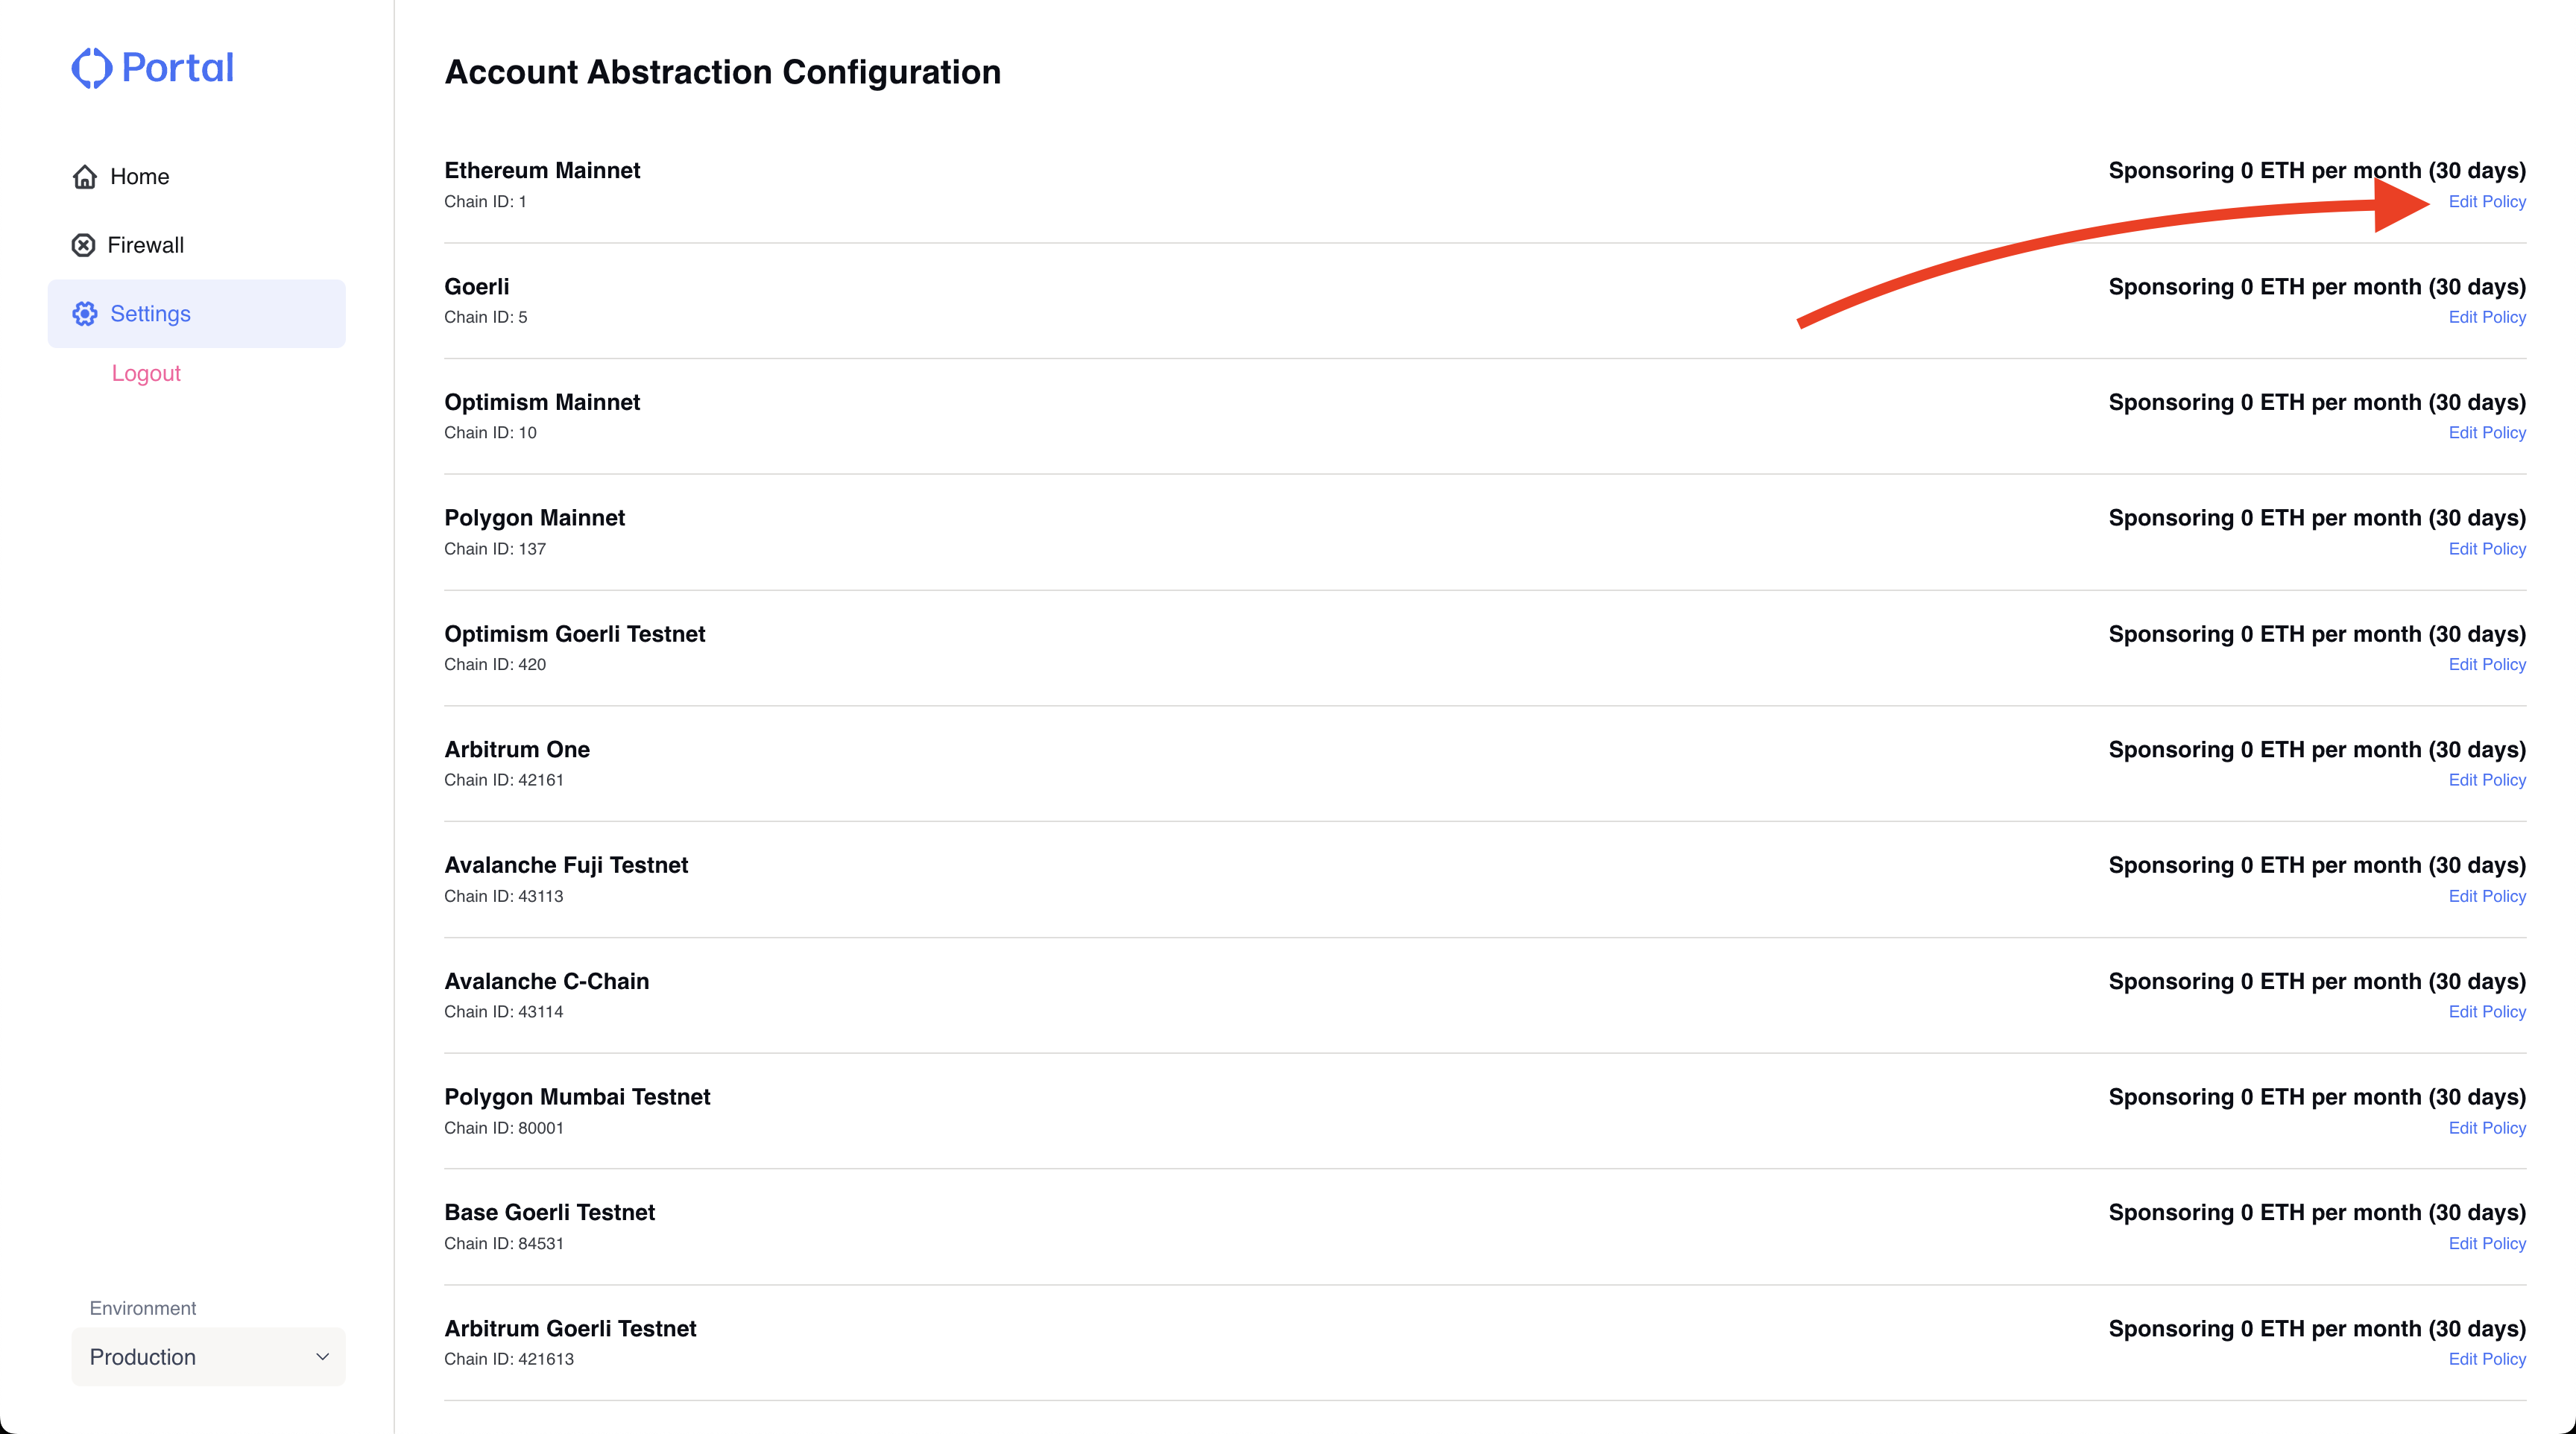 Portal
Home
Firewall
Settings
Logout
Environment
Production
Account Abstraction Configuration
Ethereum Mainnet
Chain ID: 1
Sponsoring 0 ETH per month (30 days)
Edit Policy
Goerli
Chain ID: 5
Sponsoring 0 ETH per month (30 days)
Edit Policy
Optimism Mainnet
Chain ID: 10
Sponsoring 0 ETH per month (30 days)
Edit Policy
Polygon Mainnet
Chain ID: 137
Sponsoring 0 ETH per month (30 days)
Edit Policy
Optimism Goerli Testnet
Chain ID: 420
Sponsoring 0 ETH per month (30 days)
Edit Policy
Arbitrum One
Chain ID: 42161
Sponsoring 0 ETH per month (30 days)
Edit Policy
Avalanche Fuji Testnet
Chain ID: 43113
Sponsoring 0 ETH per month (30 days)
Edit Policy
Avalanche C-Chain
Chain ID: 43114
Sponsoring 0 ETH per month (30 days)
Edit Policy
Polygon Mumbai Testnet
Chain ID: 80001
Sponsoring 0 ETH per month (30 days)
Edit Policy
Base Goerli Testnet
Chain ID: 84531
Sponsoring 0 ETH per month (30 days)
Edit Policy
Arbitrum Goerli Testnet
Chain ID: 421613
Sponsoring 0 ETH per month (30 days)
Edit Policy